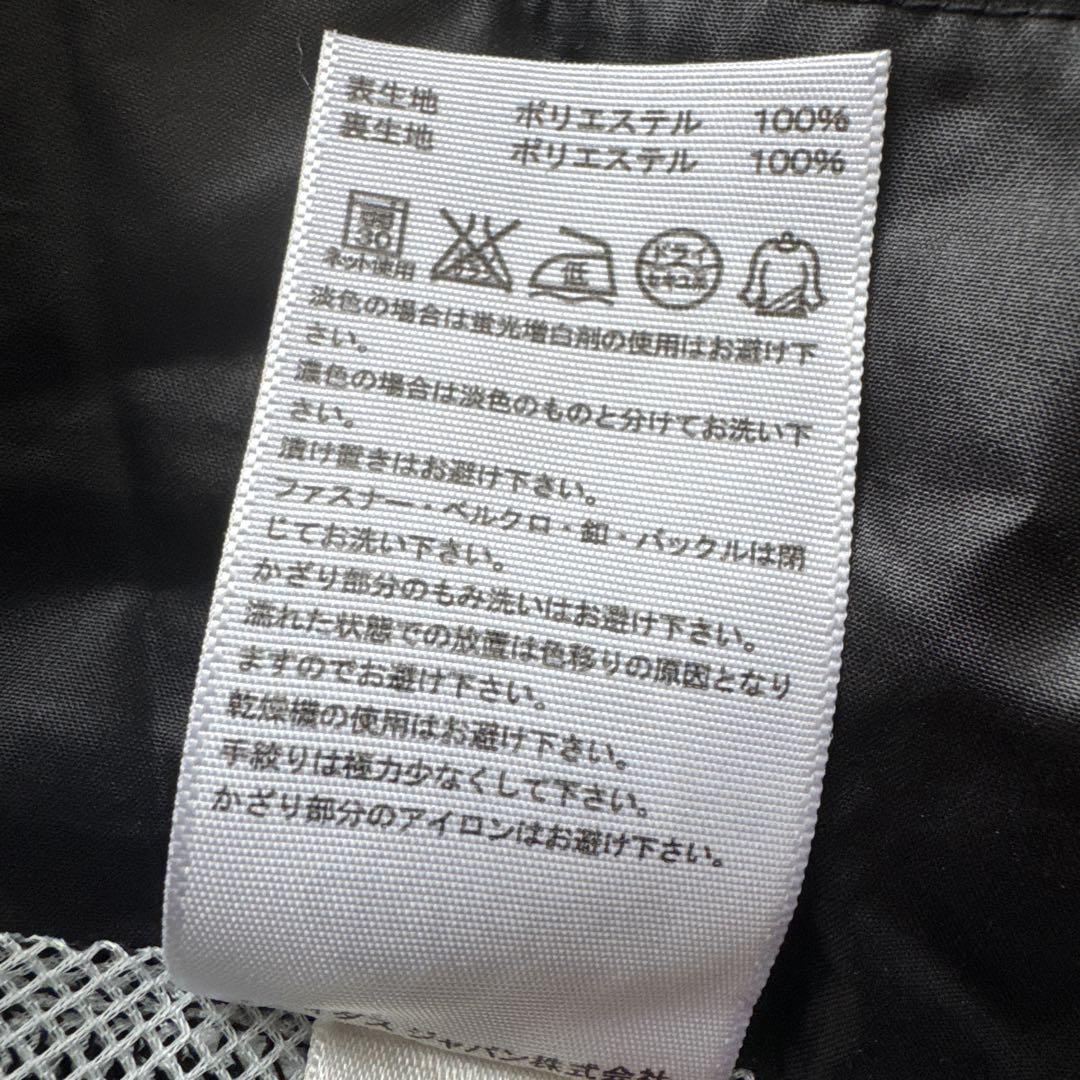 表生地 ポリエステル 100%
裏生地 ポリエステル 100%
弱 30 低 ドライ
ネット使用
淡色の場合は蛍光増白剤の使用はお避け下
さい。
濃色の場合は淡色のものと分けてお洗い下
さい。
漬け置きはお避け下さい。
ファスナー・ベルクロ・釦・バックルは閉
じてお洗い下さい。
かざり部分のもみ洗いはお避け下さい。
濡れた状態での放置は色移りの原因となり
ますのでお避け下さい。
乾燥機の使用はお避け下さい。
手絞りは極力少なくして下さい。
かざり部分のアイロンはお避け下さい。
ダスジャパン株式会社